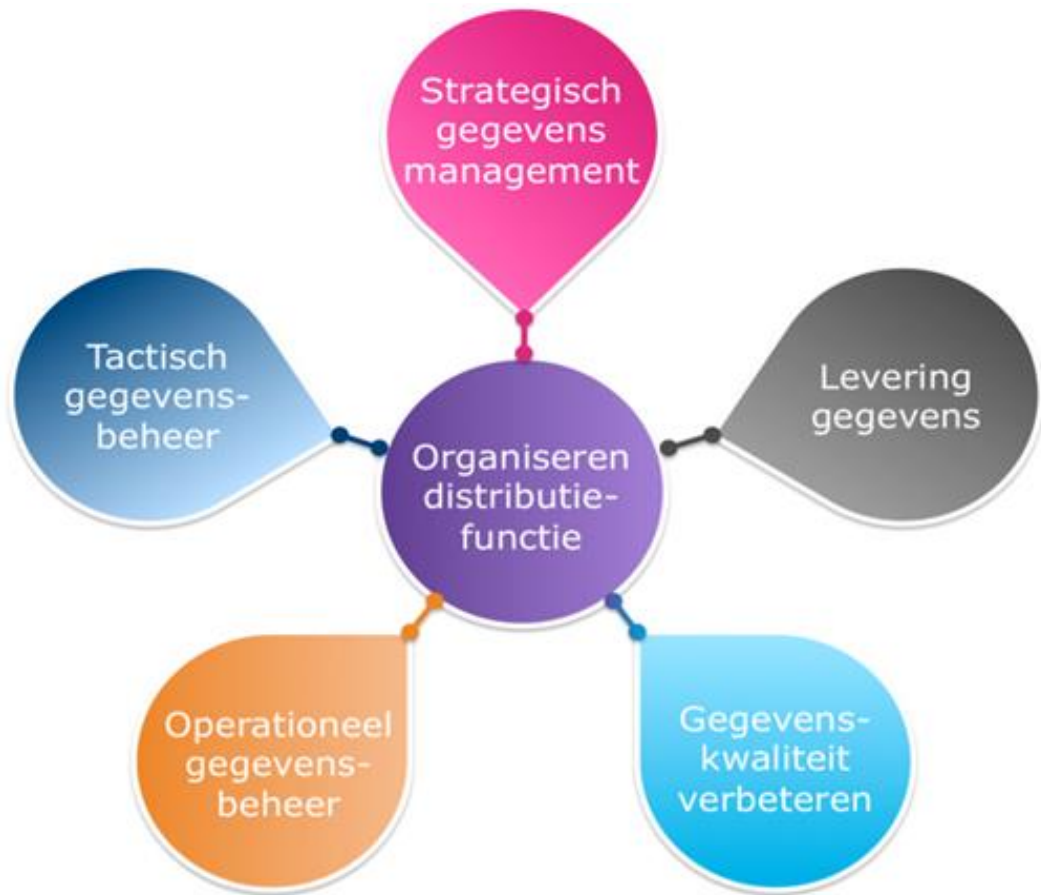 Strategisch
gegevens
management
Tactisch
gegevens-
beheer
Levering
gegevens
Organiseren
distributie-
functie
Operationeel
gegevens-
beheer
Gegevens-
kwaliteit
verbeteren